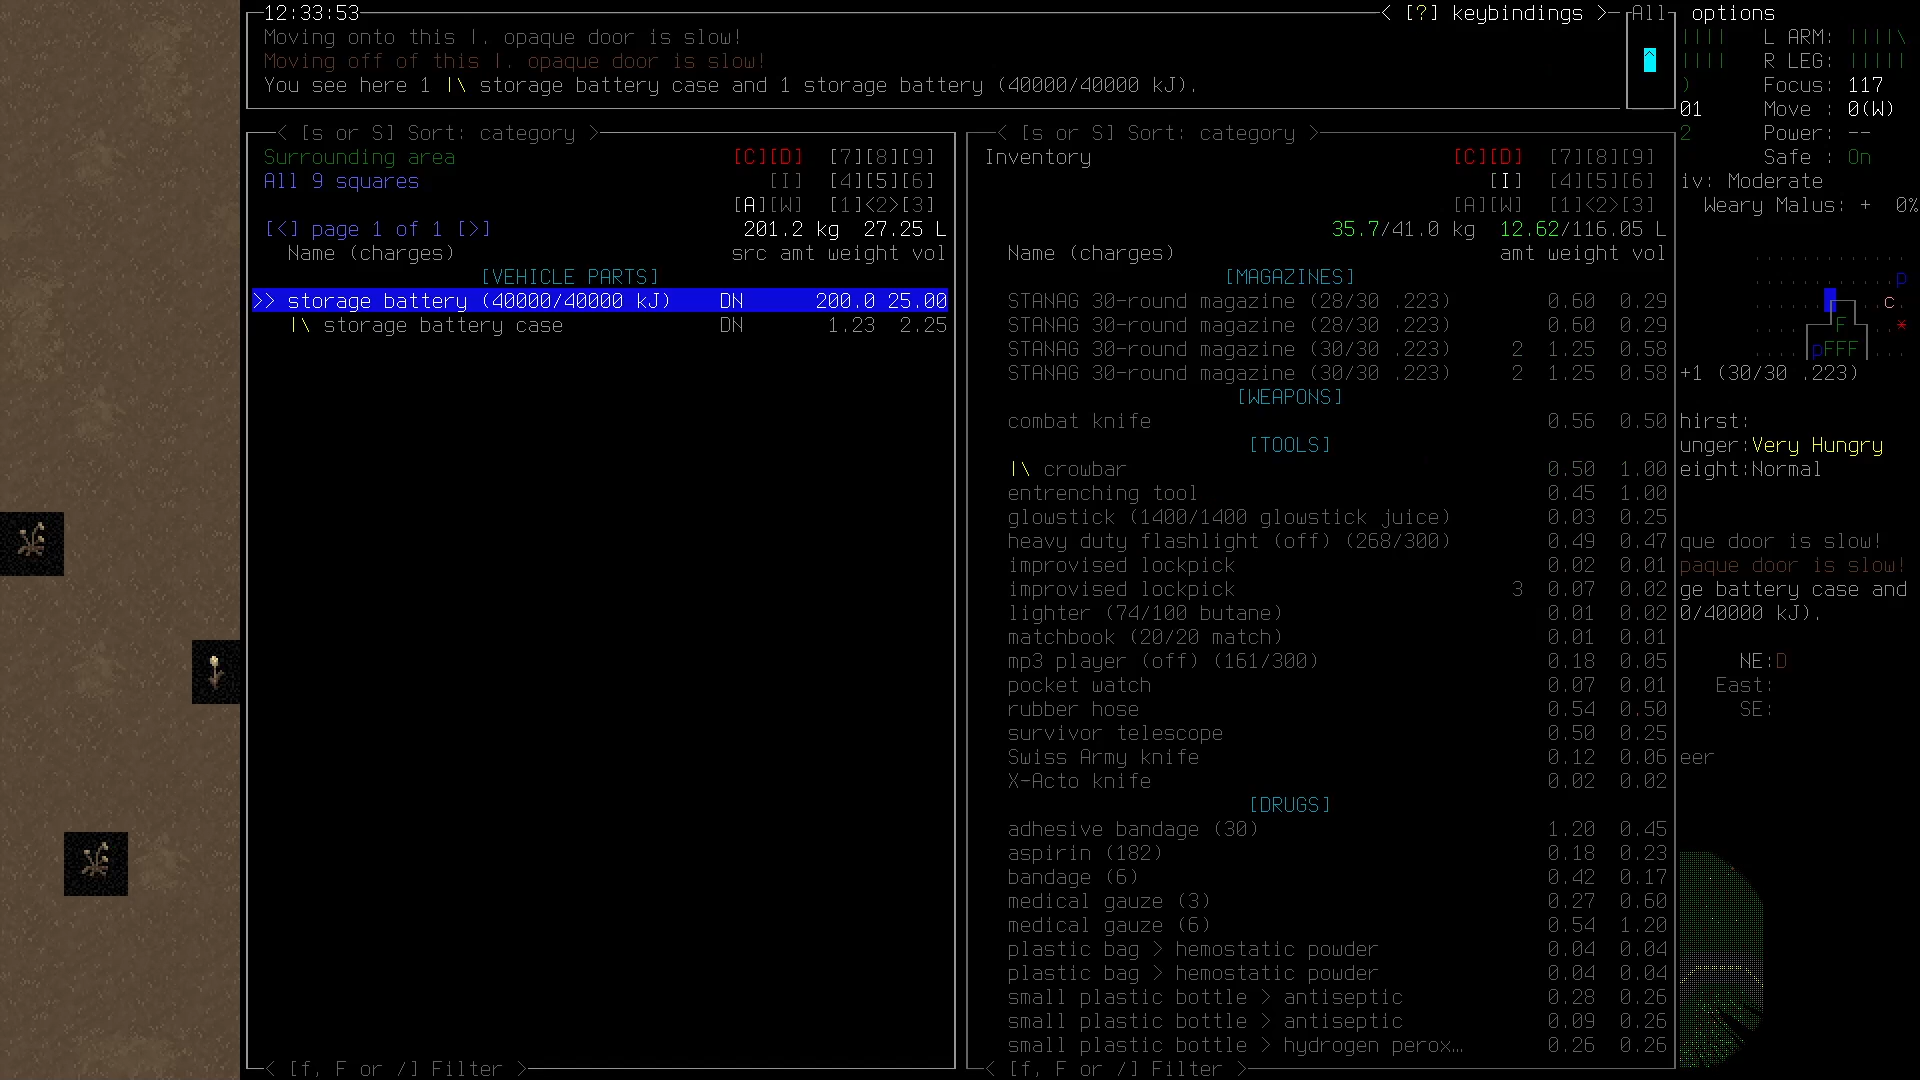 12:33:53 < [?] keybindings > All options
Moving onto this |. opaque door is slow!
Moving off of this |. opaque door is slow!
You see here 1 |\ storage battery case and 1 storage battery (40000/40000 kJ).
L ARM: ||||\
R LEG: |||||
Focus: 117
01 Move : 0(W)
2 Power: --
Safe : On
iv: Moderate
Weary Malus: + 0%
< [s or S] Sort: category >
Surrounding area [C][D] [7][8][9]
All 9 squares [I] [4][5][6]
[A][W] [1]<2>[3]
[<] page 1 of 1 [>] 201.2 kg 27.25 L
Name (charges) src amt weight vol
[VEHICLE PARTS]
>> storage battery (40000/40000 kJ) DN 200.0 25.00
|\ storage battery case DN 1.23 2.25
< [f, F or /] Filter >
< [s or S] Sort: category >
Inventory [C][D] [7][8][9]
[I] [4][5][6]
[A][W] [1]<2>[3]
35.7/41.0 kg 12.62/116.05 L
Name (charges) amt weight vol
[MAGAZINES]
STANAG 30-round magazine (28/30 .223) 0.60 0.29
STANAG 30-round magazine (28/30 .223) 0.60 0.29
STANAG 30-round magazine (30/30 .223) 2 1.25 0.58
STANAG 30-round magazine (30/30 .223) 2 1.25 0.58
[WEAPONS]
combat knife 0.56 0.50
[TOOLS]
|\ crowbar 0.50 1.00
entrenching tool 0.45 1.00
glowstick (1400/1400 glowstick juice) 0.03 0.25
heavy duty flashlight (off) (268/300) 0.49 0.47
improvised lockpick 0.02 0.01
improvised lockpick 3 0.07 0.02
lighter (74/100 butane) 0.01 0.02
matchbook (20/20 match) 0.01 0.01
mp3 player (off) (161/300) 0.18 0.05
pocket watch 0.07 0.01
rubber hose 0.54 0.50
survivor telescope 0.50 0.25
Swiss Army knife 0.12 0.06
X-Acto knife 0.02 0.02
[DRUGS]
adhesive bandage (30) 1.20 0.45
aspirin (182) 0.18 0.23
bandage (6) 0.42 0.17
medical gauze (3) 0.27 0.60
medical gauze (6) 0.54 1.20
plastic bag > hemostatic powder 0.04 0.04
plastic bag > hemostatic powder 0.04 0.04
small plastic bottle > antiseptic 0.28 0.26
small plastic bottle > antiseptic 0.09 0.26
small plastic bottle > hydrogen perox… 0.26 0.26
< [f, F or /] Filter >
p
c
F *
pFFF
+1 (30/30 .223)
hirst:
unger:Very Hungry
eight:Normal
que door is slow!
paque door is slow!
ge battery case and
0/40000 kJ).
NE:D
East:
SE:
eer